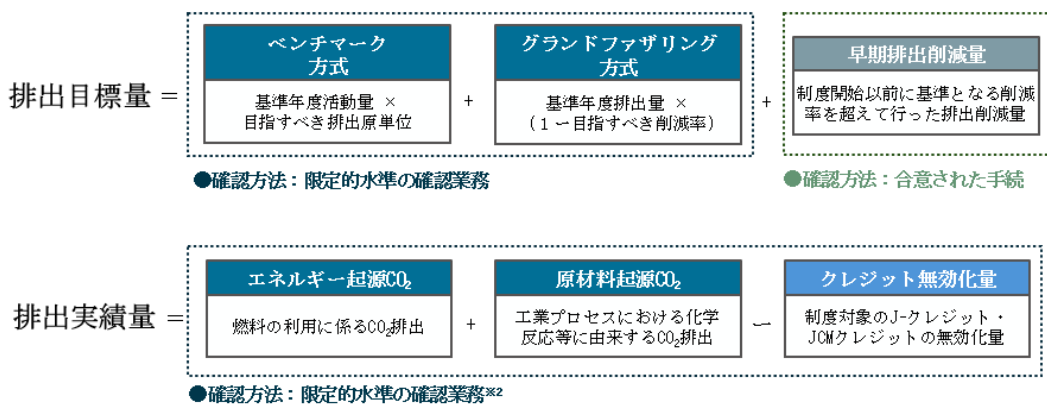 ベンチマーク
方式
グランドファザリング
方式
早期排出削減量
排出目標量 =
基準年度活動量 ×
目指すべき排出原単位
+
基準年度排出量 ×
(1－目指すべき削減率)
+
制度開始以前に基準となる削減
率を超えて行った排出削減量
●確認方法：限定的水準の確認業務
●確認方法：合意された手続
エネルギー起源CO₂
原材料起源CO₂
クレジット無効化量
排出実績量 =
燃料の利用に係るCO₂排出
+
工業プロセスにおける化学
反応等に由来するCO₂排出
－
制度対象のJ-クレジット・
JCMクレジットの無効化量
●確認方法：限定的水準の確認業務※2